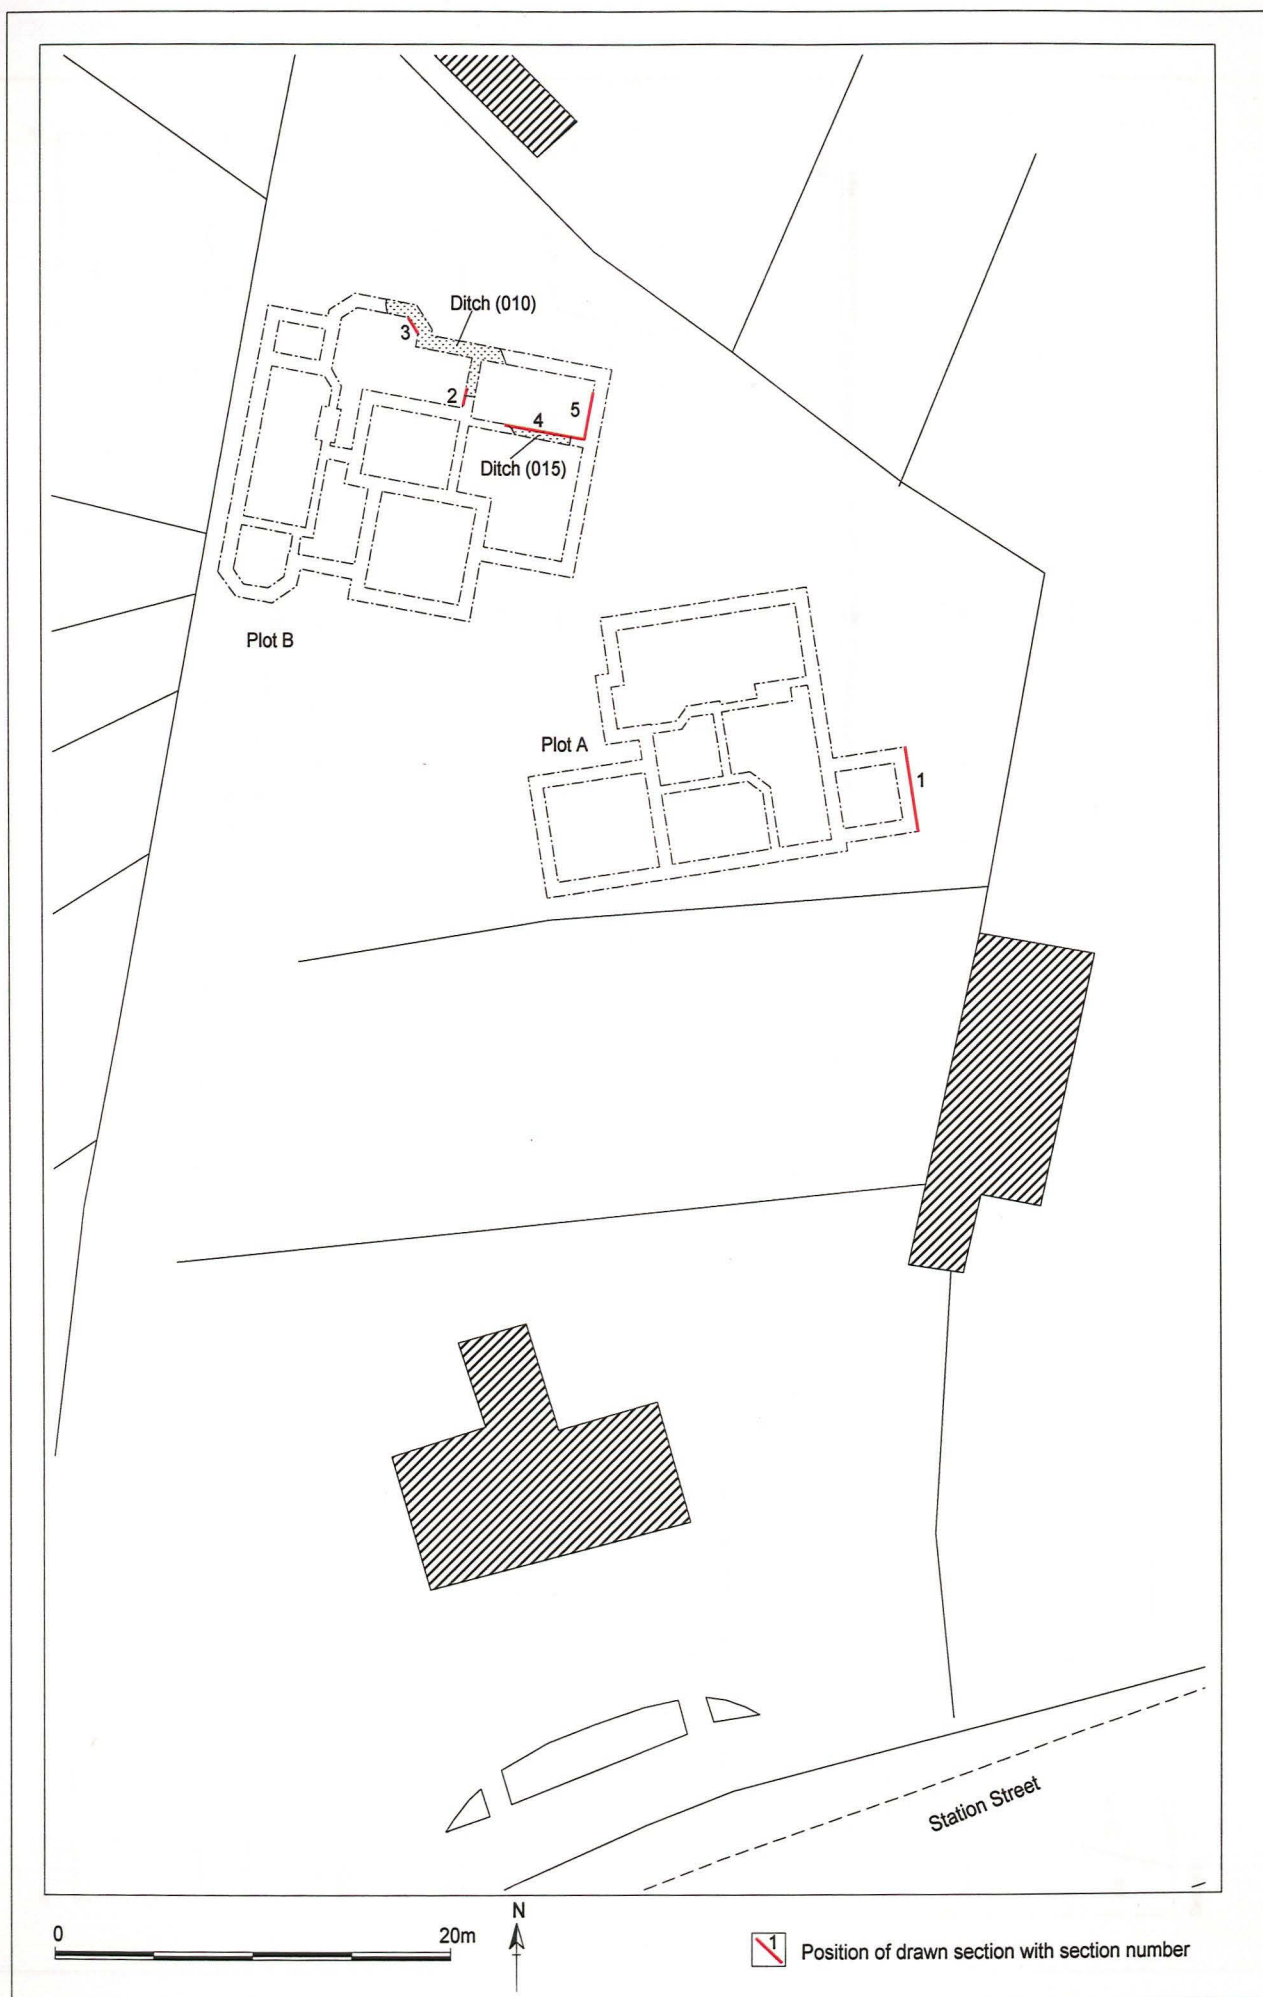 Ditch (010)
3
2
5
4
Ditch (015)
Plot B
Plot A
1
Station Street
0
20m
N
1
Position of drawn section with section number